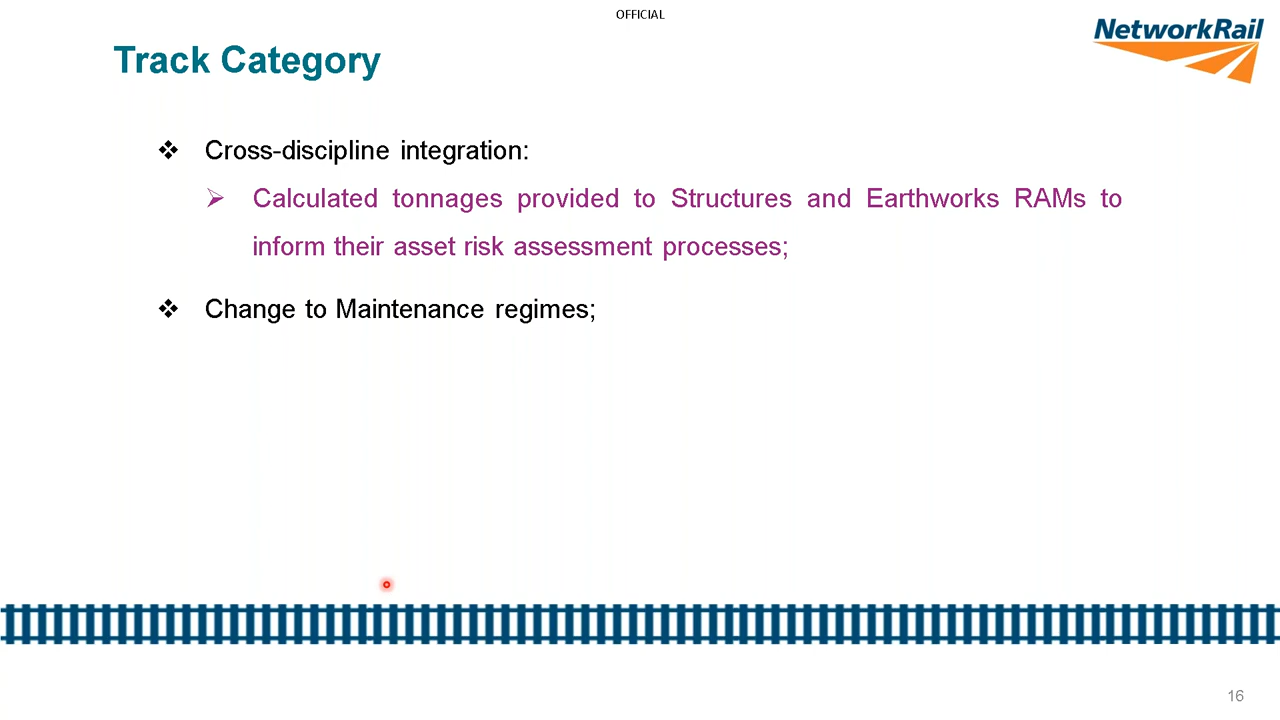 OFFICIAL
NetworkRail
Track Category
❖ Cross-discipline integration:
➢ Calculated tonnages provided to Structures and Earthworks RAMs to
inform their asset risk assessment processes;
❖ Change to Maintenance regimes;
16